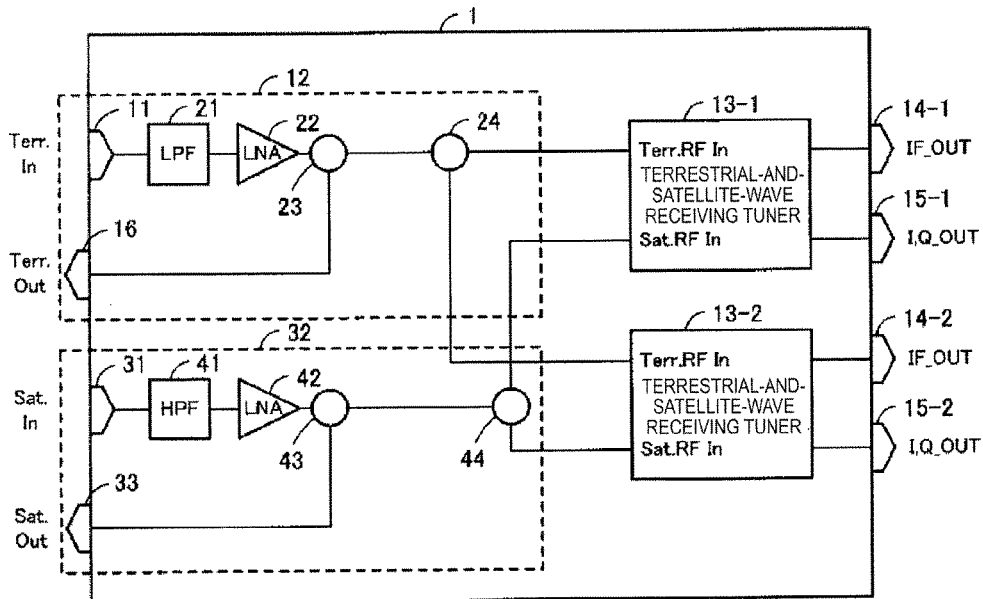 1
12
11
21
22
24
13-1
14-1
Terr.
In
LPF
LNA
Terr.RF In
IF_OUT
23
TERRESTRIAL-AND-
SATELLITE-WAVE
RECEIVING TUNER
15-1
16
Sat.RF In
I,Q_OUT
Terr.
Out
32
13-2
14-2
31
41
42
Terr.RF In
IF_OUT
Sat.
In
HPF
LNA
TERRESTRIAL-AND-
SATELLITE-WAVE
RECEIVING TUNER
15-2
43
44
Sat.RF In
I,Q_OUT
33
Sat.
Out